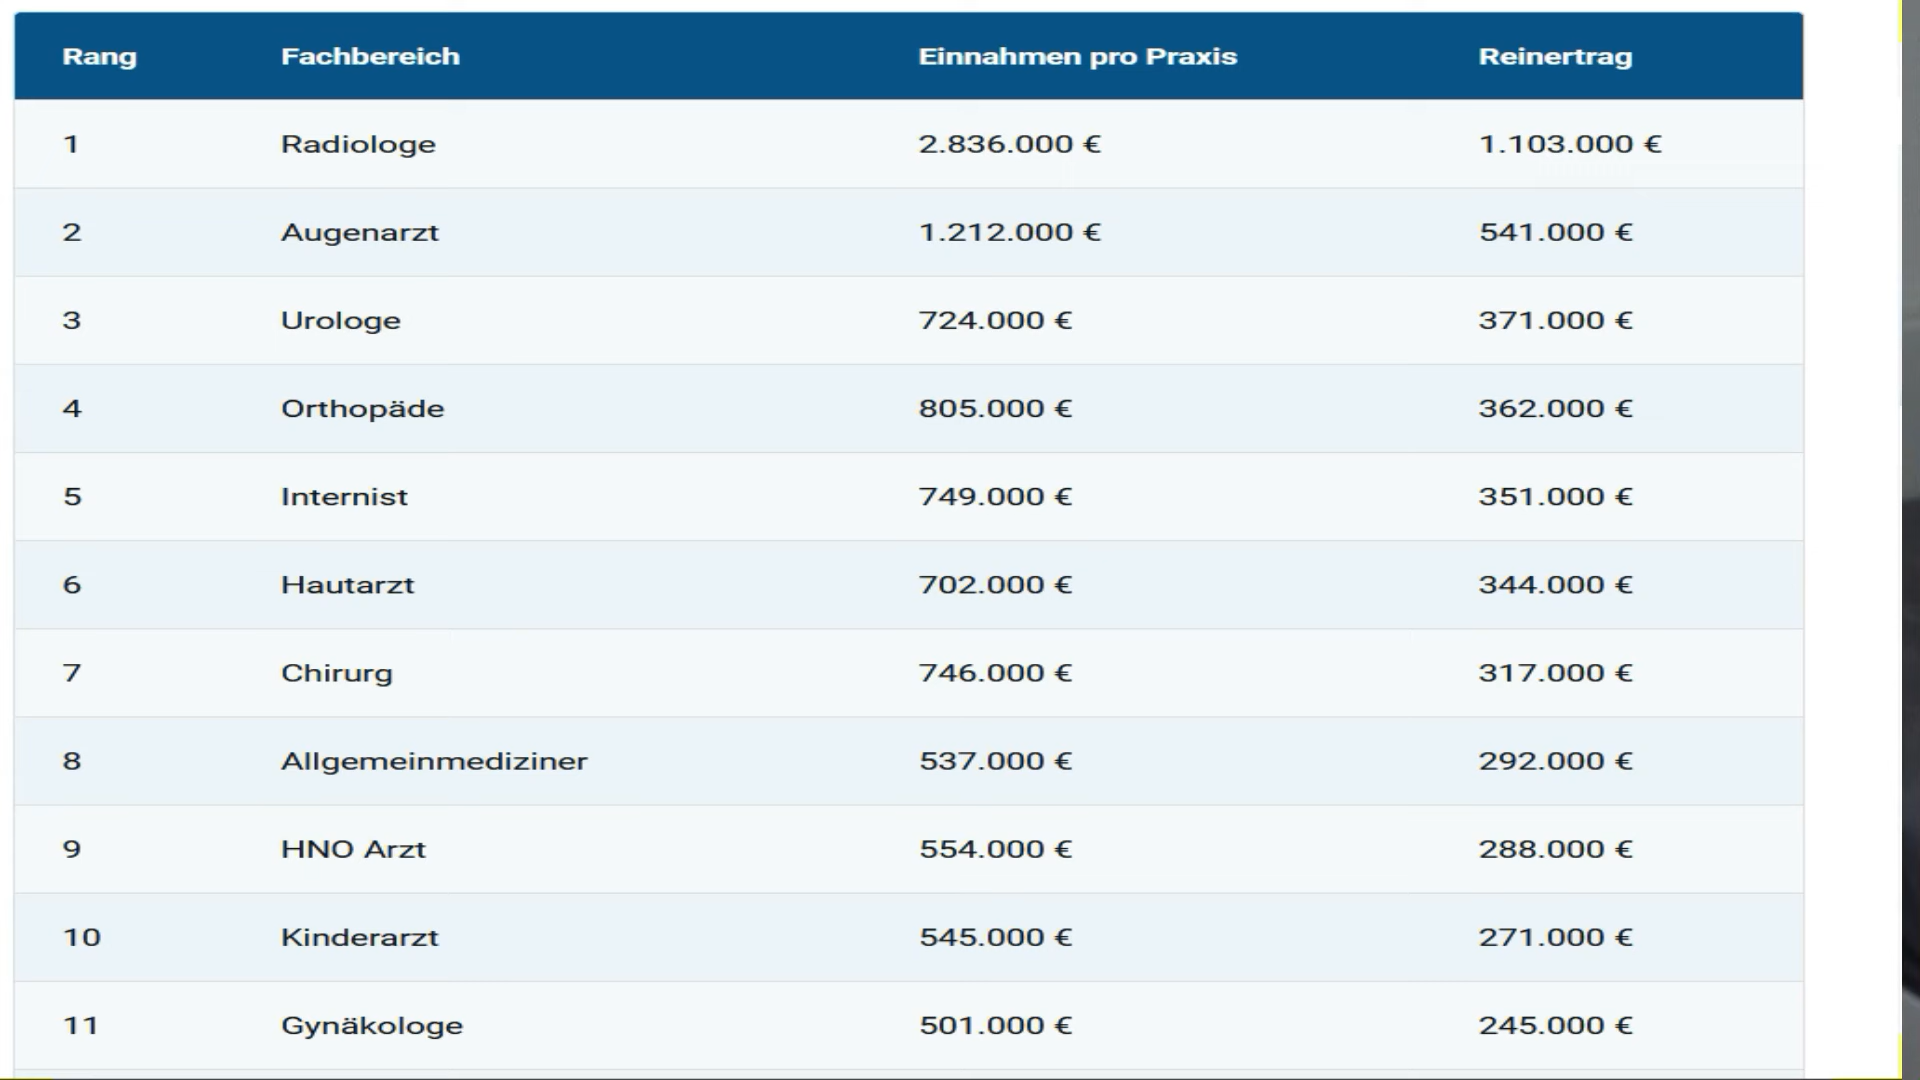 Rang Fachbereich Einnahmen pro Praxis Reinertrag
1 Radiologe 2.836.000 € 1.103.000 €
2 Augenarzt 1.212.000 € 541.000 €
3 Urologe 724.000 € 371.000 €
4 Orthopäde 805.000 € 362.000 €
5 Internist 749.000 € 351.000 €
6 Hautarzt 702.000 € 344.000 €
7 Chirurg 746.000 € 317.000 €
8 Allgemeinmediziner 537.000 € 292.000 €
9 HNO Arzt 554.000 € 288.000 €
10 Kinderarzt 545.000 € 271.000 €
11 Gynäkologe 501.000 € 245.000 €